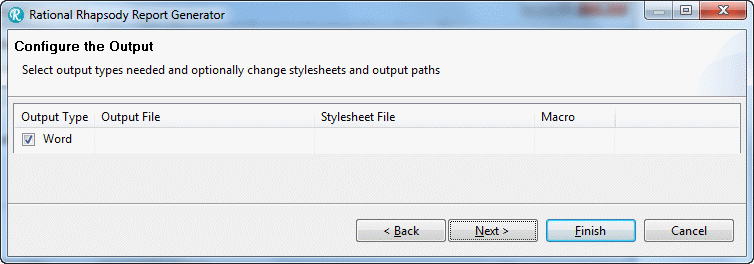 Rational Rhapsody Report Generator
Configure the Output
Select output types needed and optionally change stylesheets and output paths
Output Type Output File Stylesheet File Macro
Word
< Back Next > Finish Cancel